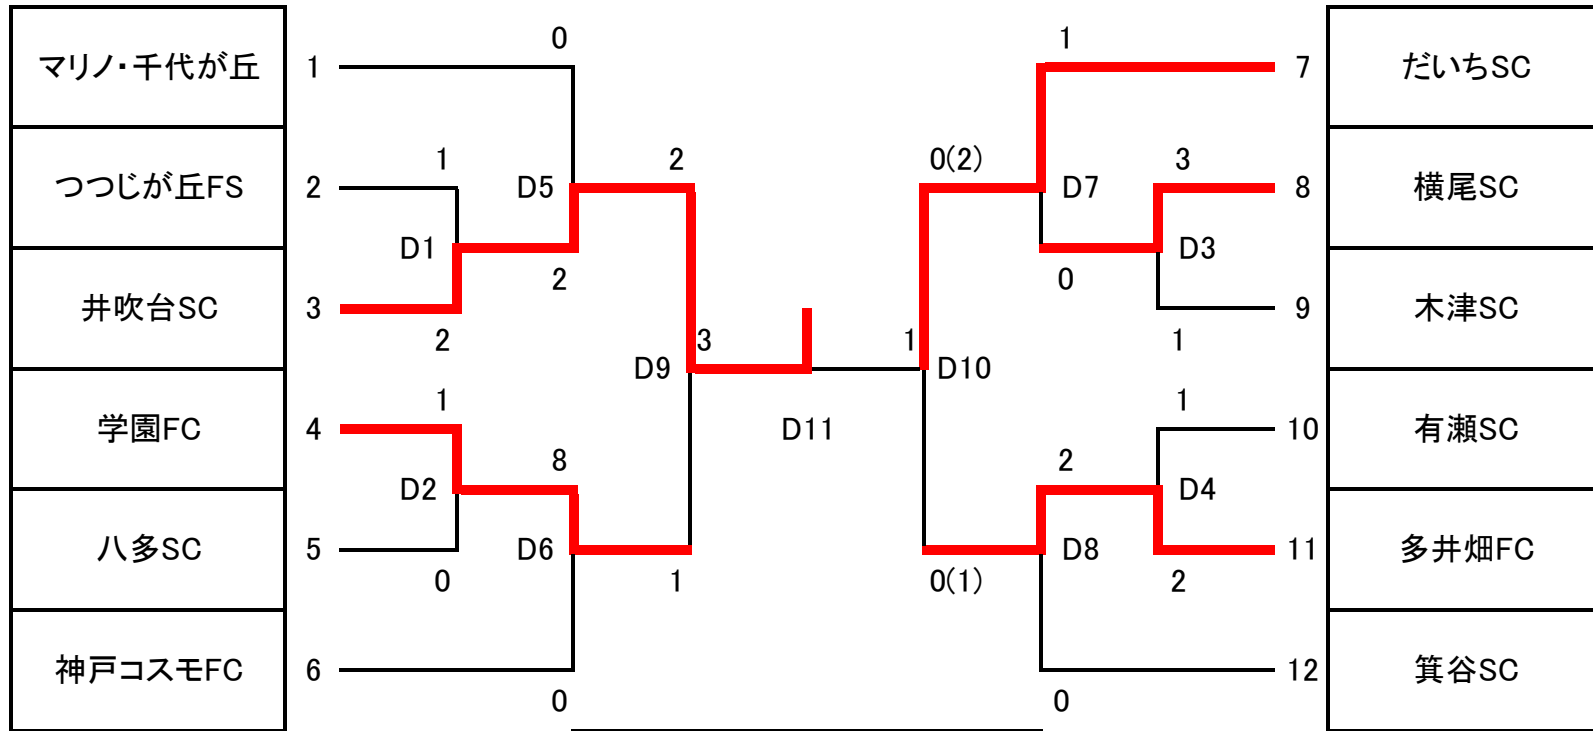 0 1
マリノ・千代が丘 1 7 だいちSC
1 2 0(2) 3
つつじが丘FS 2 D5 D7 8 横尾SC
D1 D3
2 0
井吹台SC 3 9 木津SC
2 3 1 1
D9 D10
1 1
学園FC 4 D11 10 有瀬SC
8 2
D2 D4
八多SC 5 D6 D8 11 多井畑FC
0 1 0(1) 2
神戸コスモFC 6 12 箕谷SC
0 0